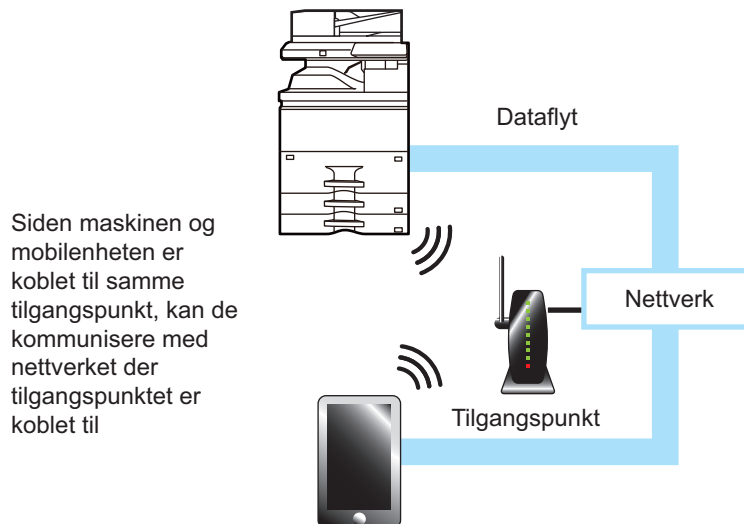 Dataflyt
Siden maskinen og
mobilenheten er
koblet til samme
tilgangspunkt, kan de
kommunisere med
nettverket der
tilgangspunktet er
koblet til
Nettverk
Tilgangspunkt